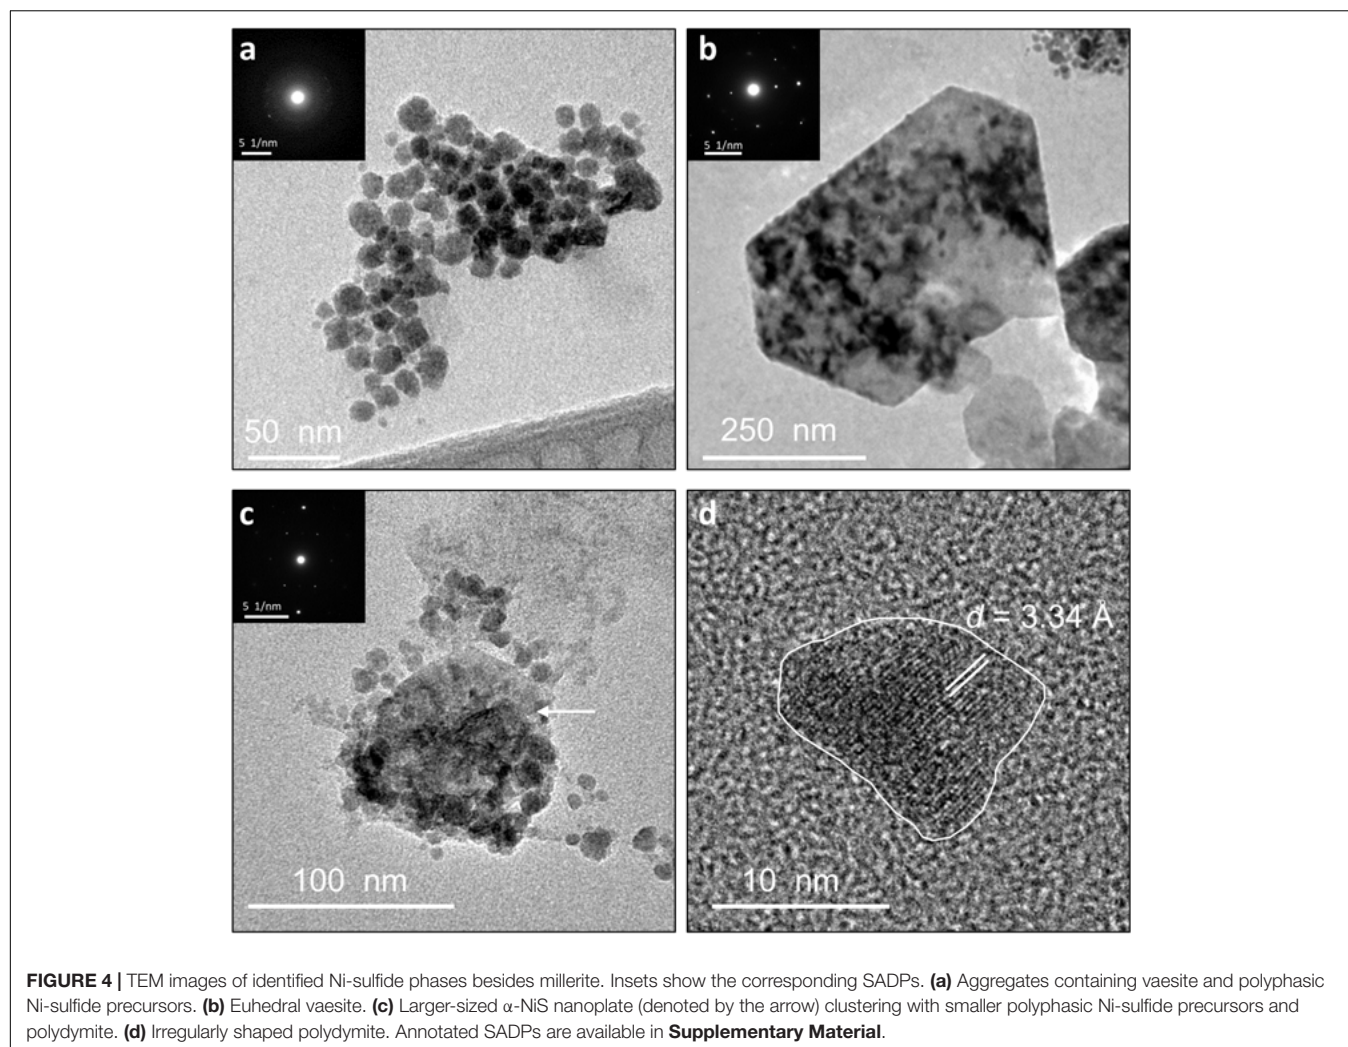 a
5 1/nm
50 nm
b
5 1/nm
250 nm
c
5 1/nm
100 nm
d
d = 3.34 Å
10 nm
FIGURE 4 | TEM images of identified Ni-sulfide phases besides millerite. Insets show the corresponding SADPs. (a) Aggregates containing vaesite and polyphasic
Ni-sulfide precursors. (b) Euhedral vaesite. (c) Larger-sized α-NiS nanoplate (denoted by the arrow) clustering with smaller polyphasic Ni-sulfide precursors and
polydymite. (d) Irregularly shaped polydymite. Annotated SADPs are available in Supplementary Material.